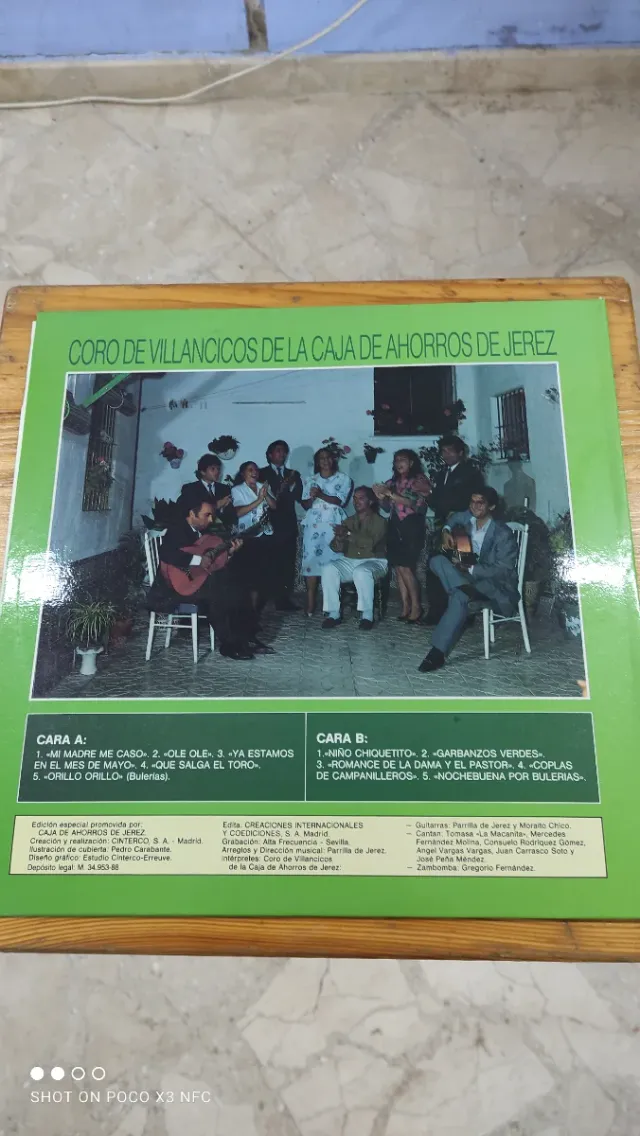 CORO DE VILLANCICOS DE LA CAJA DE AHORROS DE JEREZ
CARA A:
1. «MI MADRE ME CASO». 2. «OLE OLE». 3. «YA ESTAMOS
EN EL MES DE MAYO». 4. «QUE SALGA EL TORO».
5. «ORILLO ORILLO» (Bulerías).
CARA B:
1.«NIÑO CHIQUETITO». 2. «GARBANZOS VERDES».
3. «ROMANCE DE LA DAMA Y EL PASTOR». 4. «COPLAS
DE CAMPANILLEROS». 5. «NOCHEBUENA POR BULERIAS».
Edición especial promovida por:
CAJA DE AHORROS DE JEREZ.
Creación y realización: CINTERCO, S. A. - Madrid.
Ilustración de cubierta: Pedro Carabante.
Diseño gráfico: Estudio Cinterco-Erreuve.
Depósito legal: M. 34.953-88
Edita: CREACIONES INTERNACIONALES
Y COEDICIONES, S. A. Madrid.
Grabación: Alta Frecuencia - Sevilla.
Arreglos y Dirección musical: Parrilla de Jerez.
Intérpretes: Coro de Villancicos
de la Caja de Ahorros de Jerez:
— Guitarras: Parrilla de Jerez y Moraíto Chico.
— Cantan: Tomasa «La Macanita», Mercedes
Fernández Molina, Consuelo Rodríguez Gómez,
Angel Vargas Vargas, Juan Carrasco Soto y
José Peña Méndez.
— Zambomba: Gregorio Fernández.
SHOT ON POCO X3 NFC